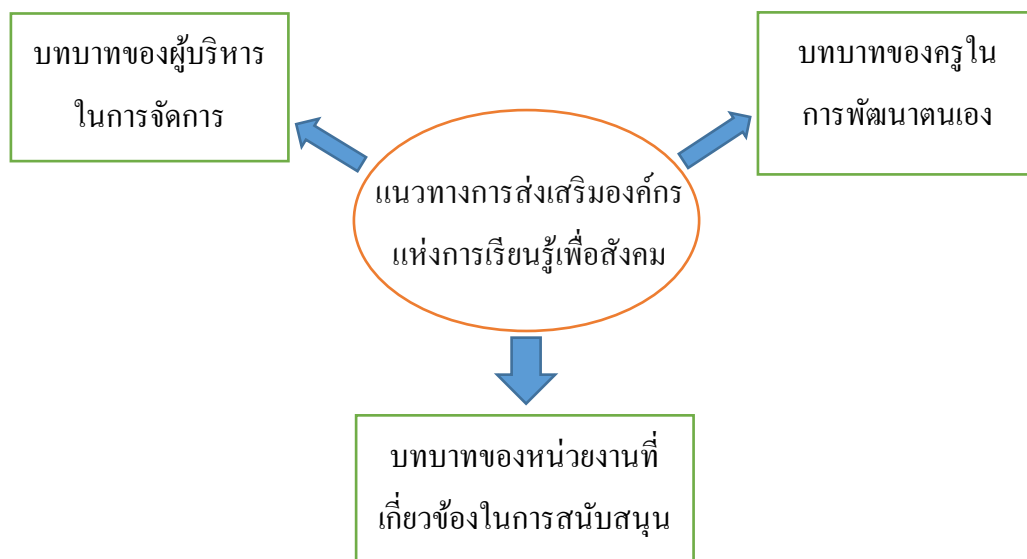 บทบาทของผู้บริหาร
ในการจัดการ
บทบาทของครูใน
การพัฒนาตนเอง
แนวทางการส่งเสริมองค์กร
แห่งการเรียนรู้เพื่อสังคม
บทบาทของหน่วยงานที่
เกี่ยวข้องในการสนับสนุน